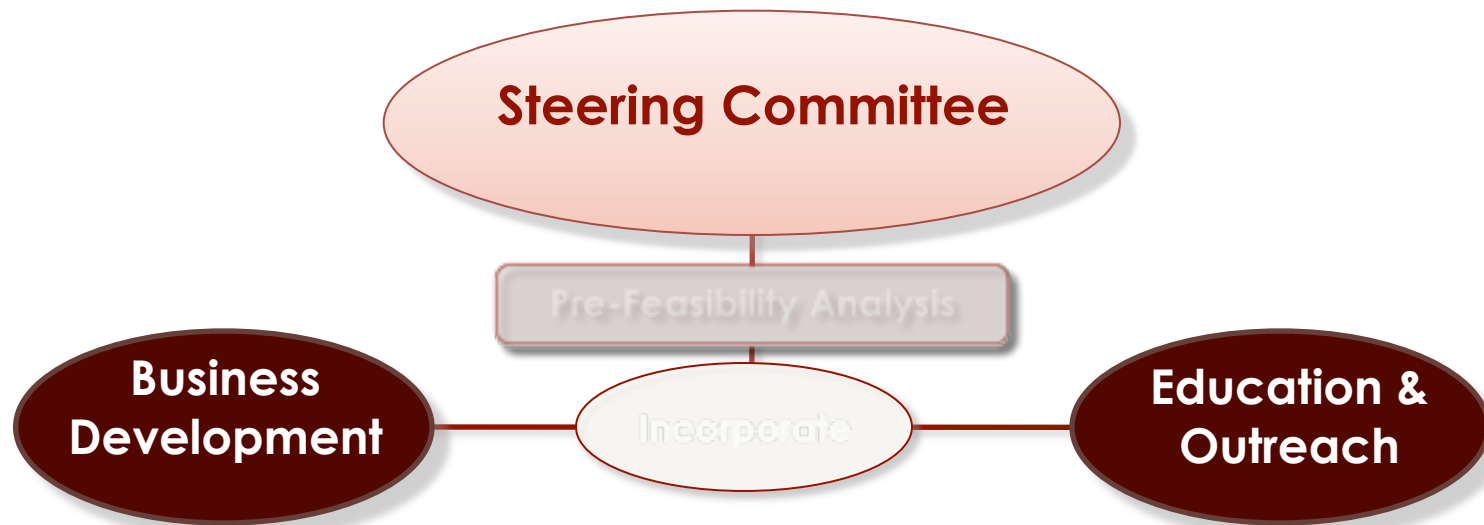 Steering Committee
Pre-Feasibility Analysis
Business
Development
Incorporate
Education &
Outreach